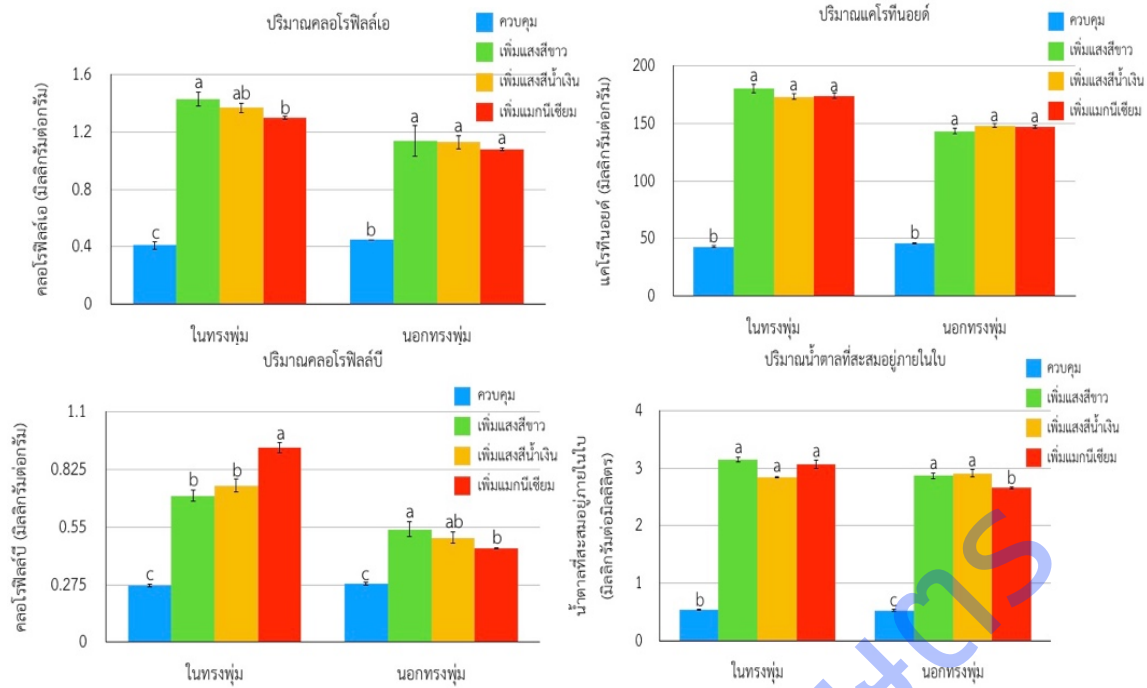 ปริมาณคลอโรฟิลล์เอ
ควบคุม
เพิ่มแสงสีขาว
เพิ่มแสงสีน้ำเงิน
เพิ่มแมกนีเซียม
คลอโรฟิลล์เอ (มิลลิกรัมต่อกรัม)
1.6
1.2
0.8
0.4
0
c
a
ab
b
b
a
a
a
ในทรงพุ่ม
นอกทรงพุ่ม
ปริมาณแคโรทีนอยด์
ควบคุม
เพิ่มแสงสีขาว
เพิ่มแสงสีน้ำเงิน
เพิ่มแมกนีเซียม
แคโรทีนอยด์ (มิลลิกรัมต่อกรัม)
200
150
100
50
0
b
a
a
a
b
a
a
a
ในทรงพุ่ม
นอกทรงพุ่ม
ปริมาณคลอโรฟิลล์บี
ควบคุม
เพิ่มแสงสีขาว
เพิ่มแสงสีน้ำเงิน
เพิ่มแมกนีเซียม
คลอโรฟิลล์บี (มิลลิกรัมต่อกรัม)
1.1
0.825
0.55
0.275
0
c
b
b
a
c
a
ab
b
ในทรงพุ่ม
นอกทรงพุ่ม
ปริมาณน้ำตาลที่สะสมอยู่ภายในใบ
ควบคุม
เพิ่มแสงสีขาว
เพิ่มแสงสีน้ำเงิน
เพิ่มแมกนีเซียม
น้ำตาลที่สะสมอยู่ภายในใบ
(มิลลิกรัมต่อมิลลิลิตร)
4
3
2
1
0
b
a
a
a
c
a
a
b
ในทรงพุ่ม
นอกทรงพุ่ม